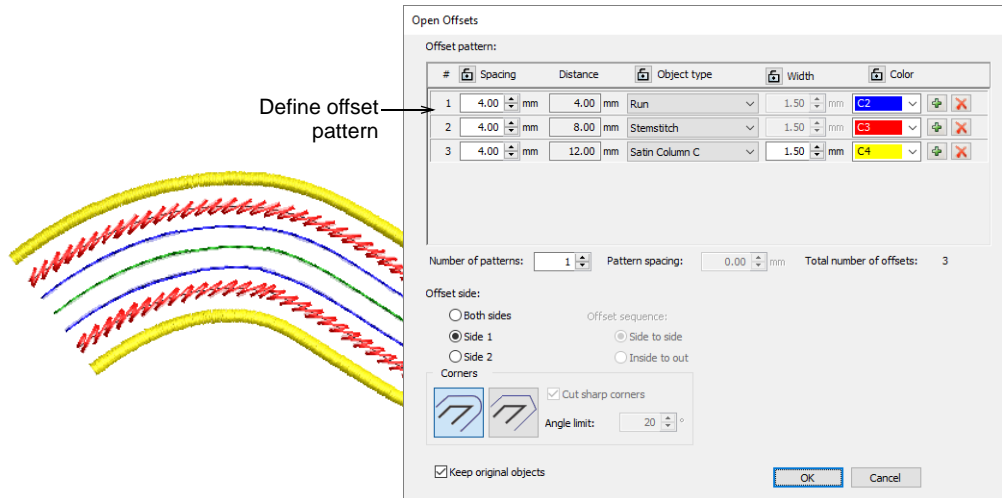 Open Offsets
Offset pattern:
# Spacing Distance Object type Width Color
1 4.00 mm 4.00 mm Run 1.50 mm C2
2 4.00 mm 8.00 mm Stemstitch 1.50 mm C3
3 4.00 mm 12.00 mm Satin Column C 1.50 mm C4
Define offset
pattern
Number of patterns: 1 Pattern spacing: 0.00 mm Total number of offsets: 3
Offset side:
Both sides Offset sequence:
Side 1 Side to side
Side 2 Inside to out
Corners
Cut sharp corners
Angle limit: 20 °
Keep original objects
OK Cancel